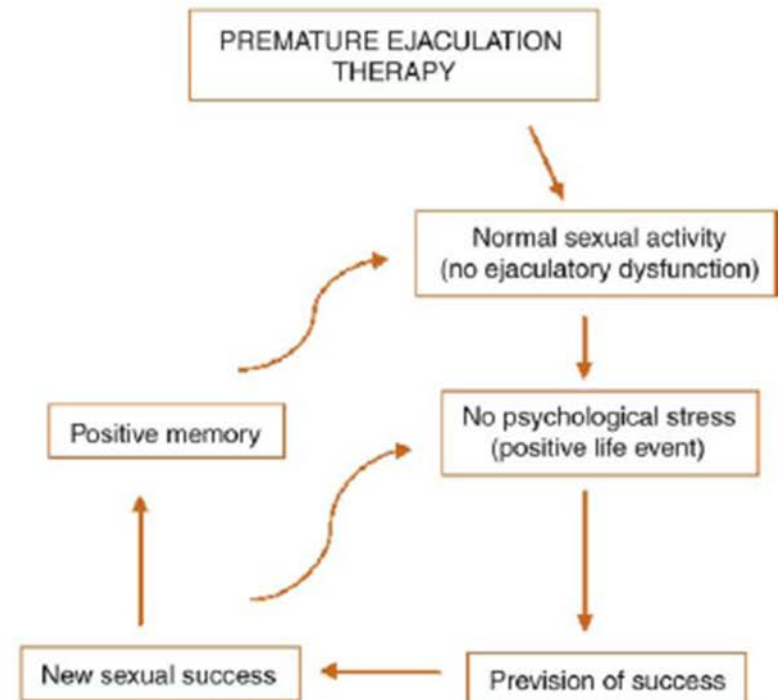 PREMATURE EJACULATION
THERAPY
Normal sexual activity
(no ejaculatory dysfunction)
No psychological stress
(positive life event)
Positive memory
New sexual success
Prevision of success